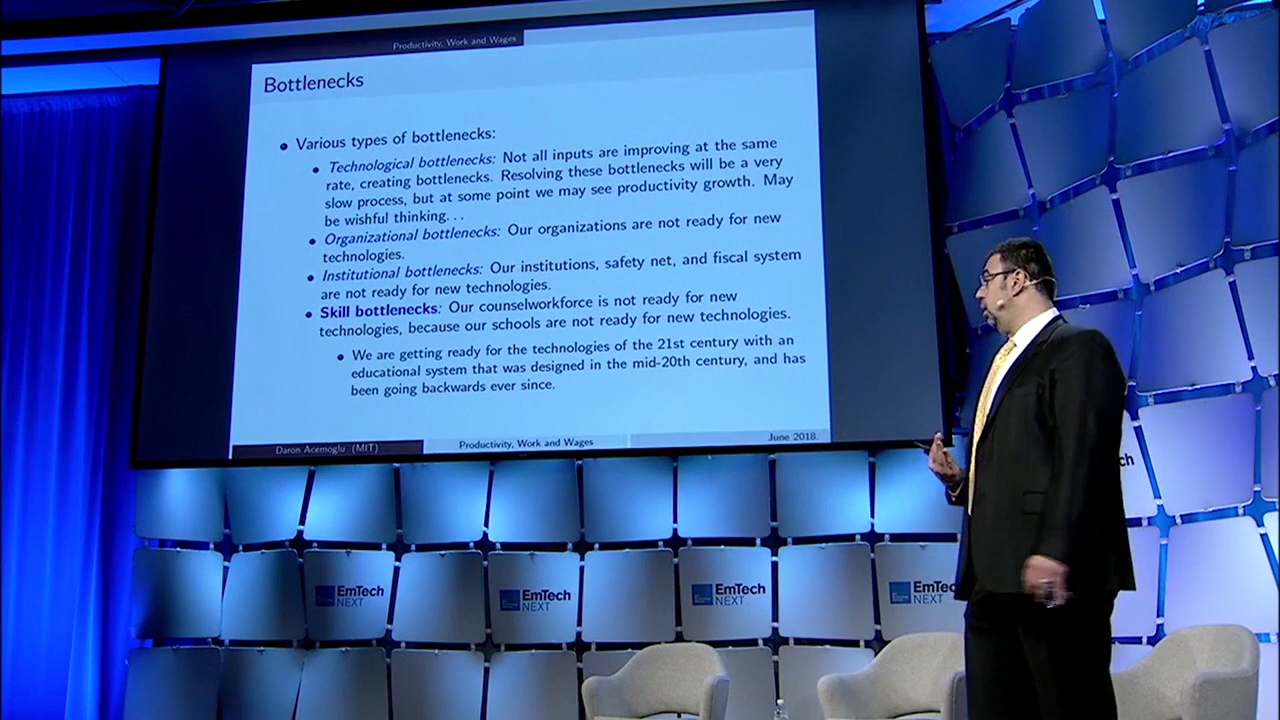 Productivity, Work and Wages
Bottlenecks
Various types of bottlenecks:
Technological bottlenecks: Not all inputs are improving at the same
rate, creating bottlenecks. Resolving these bottlenecks will be a very
slow process, but at some point we may see productivity growth. May
be wishful thinking...
Organizational bottlenecks: Our organizations are not ready for new
technologies.
Institutional bottlenecks: Our institutions, safety net, and fiscal system
are not ready for new technologies.
Skill bottlenecks: Our counselworkforce is not ready for new
technologies, because our schools are not ready for new technologies.
We are getting ready for the technologies of the 21st century with an
educational system that was designed in the mid-20th century, and has
been going backwards ever since.
Daron Acemoglu (MIT)
Productivity, Work and Wages
June 2018.
ch
EmTech
NEXT
EmTech
NEXT
EmTech
NEXT
EmTec
NEXT